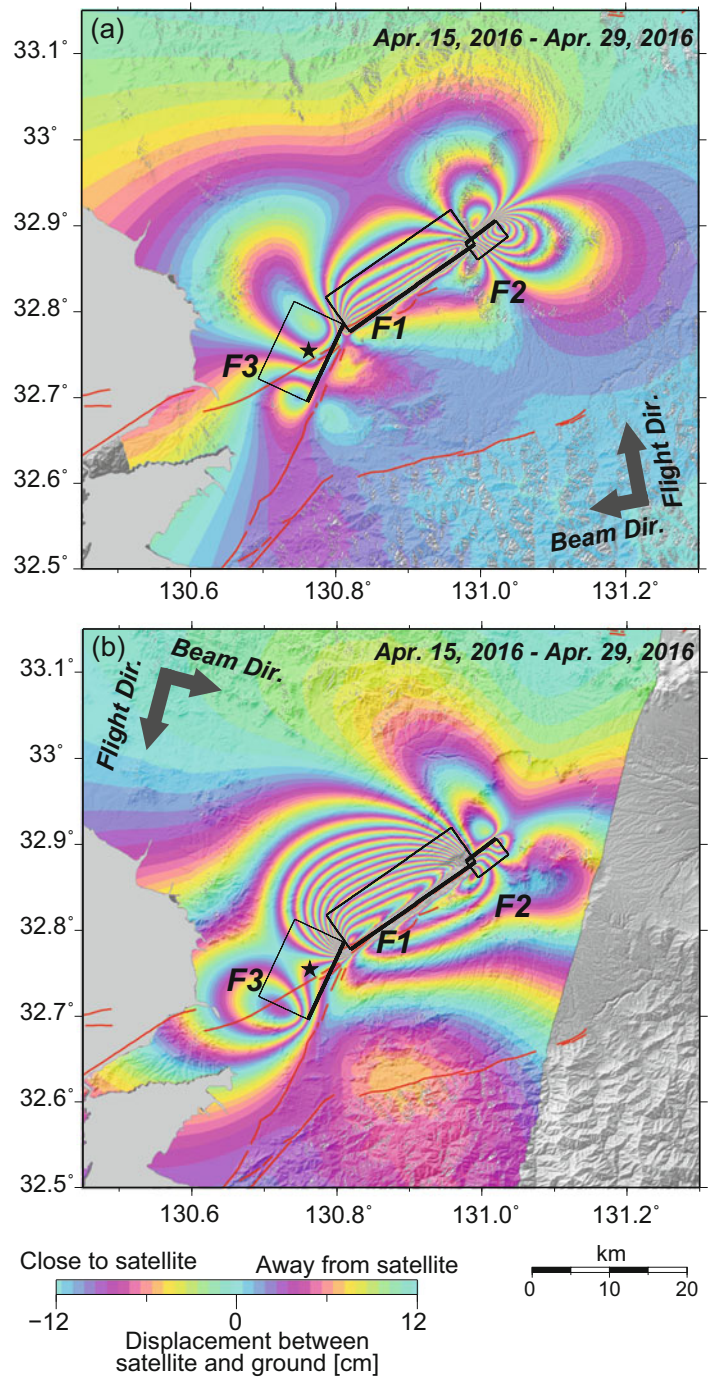 (a)
Apr. 15, 2016 - Apr. 29, 2016
33.1˚
33˚
32.9˚
32.8˚
32.7˚
32.6˚
32.5˚
F1
F2
F3
Flight Dir.
Beam Dir.
130.6˚
130.8˚
131.0˚
131.2˚
(b)
Beam Dir.
Flight Dir.
Apr. 15, 2016 - Apr. 29, 2016
33.1˚
33˚
32.9˚
32.8˚
32.7˚
32.6˚
32.5˚
F1
F2
F3
130.6˚
130.8˚
131.0˚
131.2˚
Close to satellite
Away from satellite
−12
0
12
Displacement between
satellite and ground [cm]
km
0
10
20